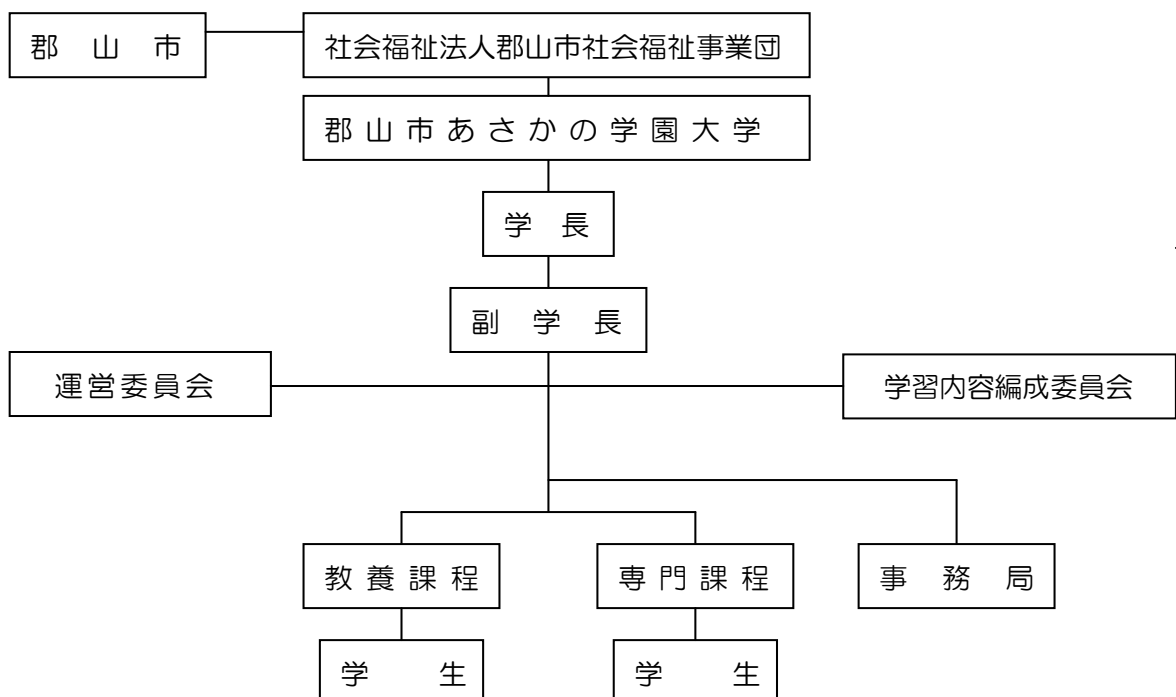 郡山市
社会福祉法人郡山市社会福祉事業団
郡山市あさかの学園大学
学長
副学長
運営委員会
学習内容編成委員会
教養課程
専門課程
事務局
学生
学生